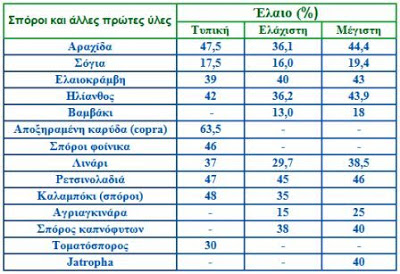 Σπόροι και άλλες πρώτες ύλες Έλαιο (%)
Τυπική Ελάχιστη Μέγιστη
Αραχίδα 47,5 36,1 44,4
Σόγια 17,5 16,0 19,4
Ελαιοκράμβη 39 40 43
Ηλίανθος 42 36,2 43,9
Βαμβάκι - 13,0 18
Αποξηραμένη καρύδα (copra) 63,5 - -
Σπόροι φοίνικα 46 - -
Λινάρι 37 29,7 38,5
Ρετσινολαδιά 47 45 46
Καλαμπόκι (σπόροι) 48 35
Αγριαγκινάρα - 15 25
Σπόρος καπνόφυτων - 38 40
Τοματόσπορος 30 - -
Jatropha - - 40